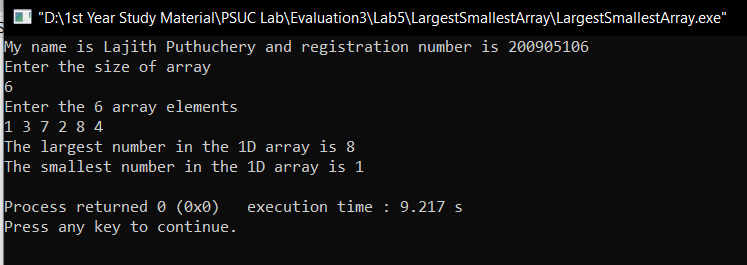 "D:\1st Year Study Material\PSUC Lab\Evaluation3\Lab5\LargestSmallestArray\LargestSmallestArray.exe"
My name is Lajith Puthuchery and registration number is 200905106
Enter the size of array
6
Enter the 6 array elements
1 3 7 2 8 4
The largest number in the 1D array is 8
The smallest number in the 1D array is 1
Process returned 0 (0x0)   execution time : 9.217 s
Press any key to continue.